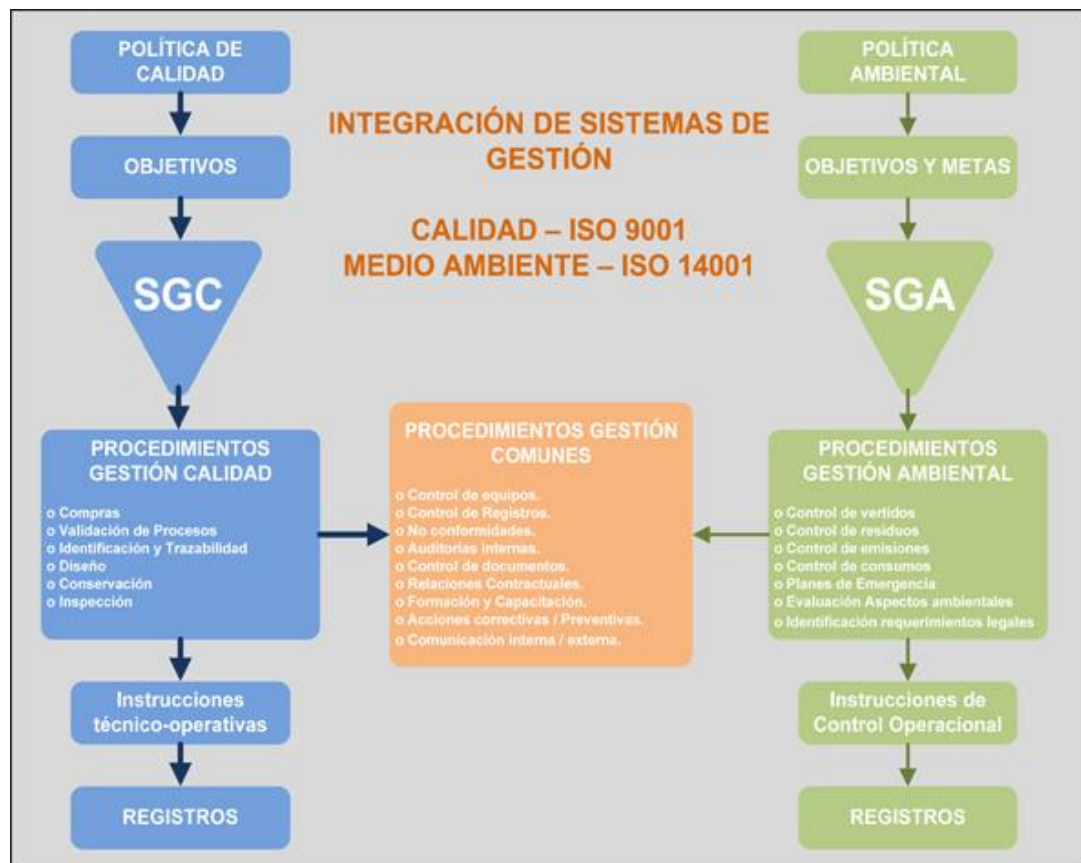 POLÍTICA DE
CALIDAD
OBJETIVOS
SGC
PROCEDIMIENTOS
GESTIÓN CALIDAD
o Compras
o Validación de Procesos
o Identificación y Trazabilidad
o Diseño
o Conservación
o Inspección
Instrucciones
técnico-operativas
REGISTROS
INTEGRACIÓN DE SISTEMAS DE
GESTIÓN
CALIDAD – ISO 9001
MEDIO AMBIENTE – ISO 14001
PROCEDIMIENTOS GESTIÓN
COMUNES
o Control de equipos.
o Control de Registros.
o No conformidades.
o Auditorias internas.
o Control de documentos.
o Relaciones Contractuales.
o Formación y Capacitación.
o Acciones correctivas / Preventivas.
o Comunicación interna / externa.
POLÍTICA
AMBIENTAL
OBJETIVOS Y METAS
SGA
PROCEDIMIENTOS
GESTIÓN AMBIENTAL
o Control de vertidos
o Control de residuos
o Control de emisiones
o Control de consumos
o Planes de Emergencia
o Evaluación Aspectos ambientales
o Identificación requerimientos legales
Instrucciones de
Control Operacional
REGISTROS